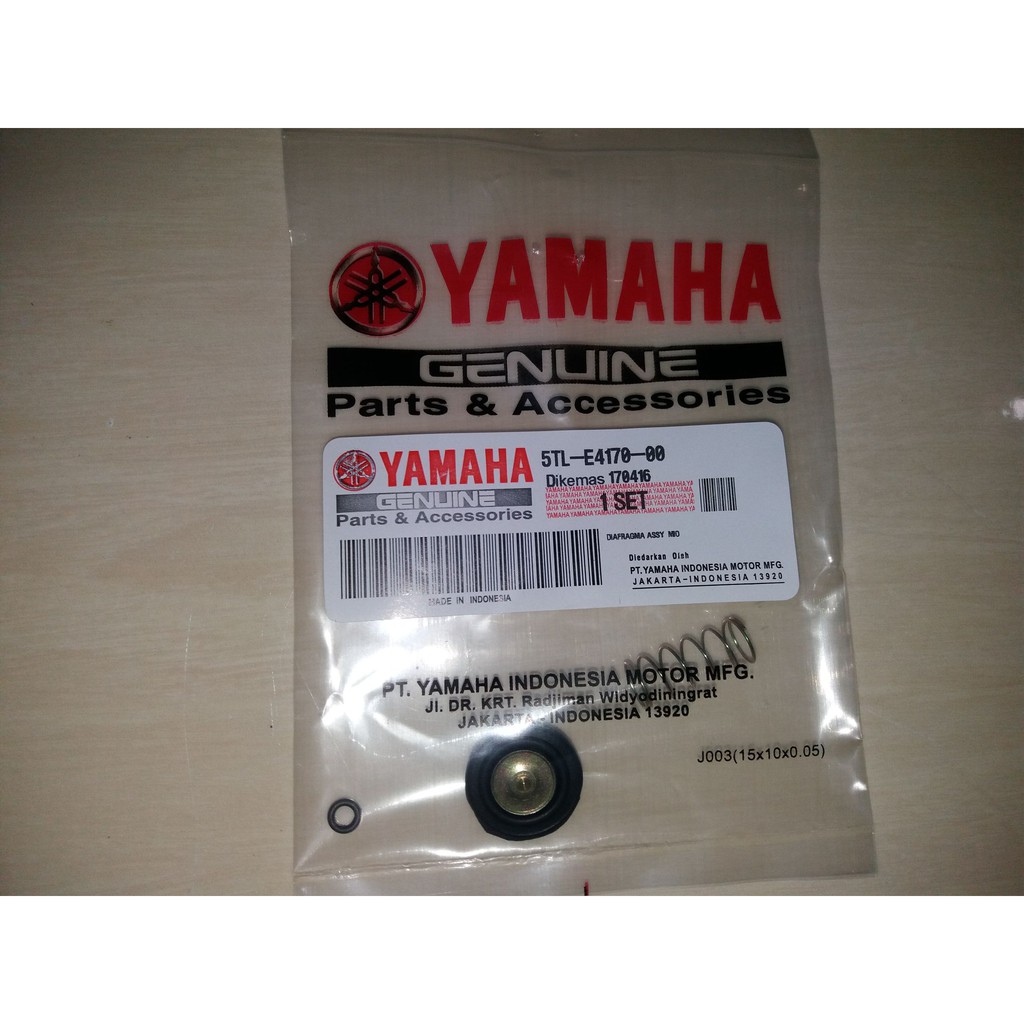 YAMAHA
GENUINE
Parts & Accessories
YAMAHA
GENUINE
Parts & Accessories
5TL-E4170-00
Dikemas 170416
1 SET
DIAFRAGMA ASSY MIO
Diedarkan Oleh
PT.YAMAHA INDONESIA MOTOR MFG.
JAKARTA-INDONESIA 13920
MADE IN INDONESIA
PT. YAMAHA INDONESIA MOTOR MFG.
Jl. DR. KRT. Radjiman Widyodiningrat
JAKARTA - INDONESIA 13920
J003(15x10x0.05)